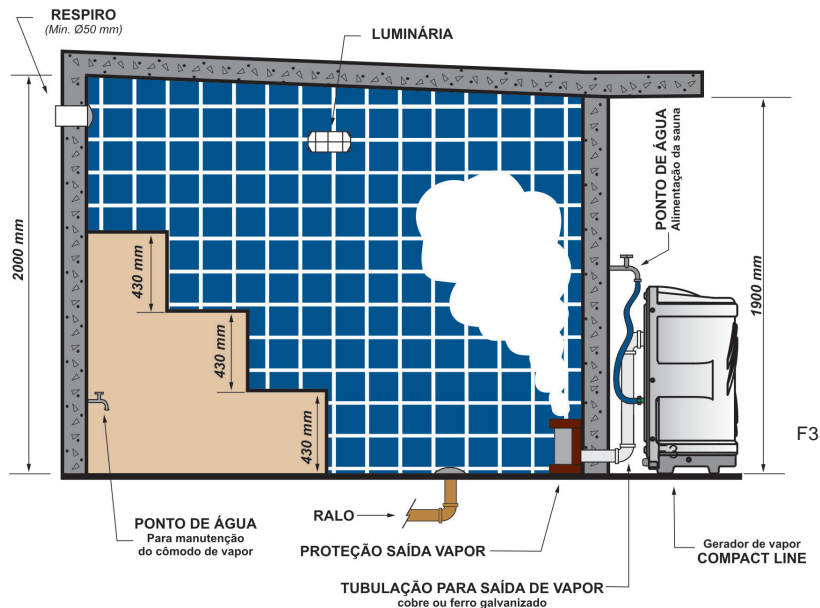 RESPIRO
(Min. Ø50 mm)
LUMINÁRIA
2000 mm
430 mm
430 mm
430 mm
PONTO DE ÁGUA
Alimentação da sauna
1900 mm
F3
3
PONTO DE ÁGUA
Para manutenção
do cômodo de vapor
RALO
PROTEÇÃO SAÍDA VAPOR
TUBULAÇÃO PARA SAÍDA DE VAPOR
cobre ou ferro galvanizado
Gerador de vapor
COMPACT LINE